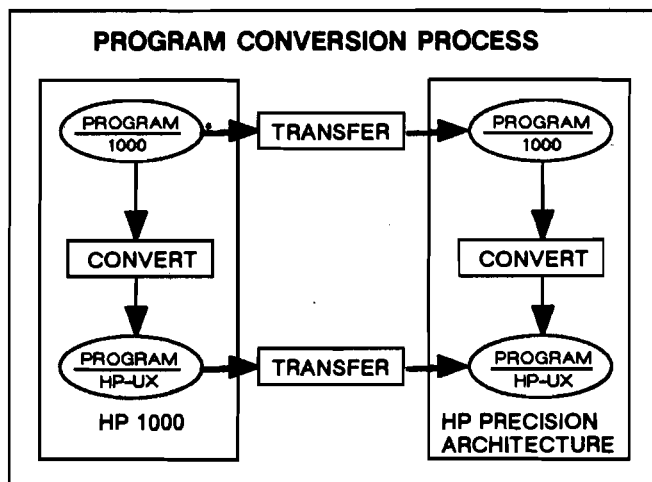 PROGRAM CONVERSION PROCESS
PROGRAM
1000
TRANSFER
PROGRAM
1000
CONVERT
CONVERT
PROGRAM
HP-UX
TRANSFER
PROGRAM
HP-UX
HP 1000
HP PRECISION
ARCHITECTURE